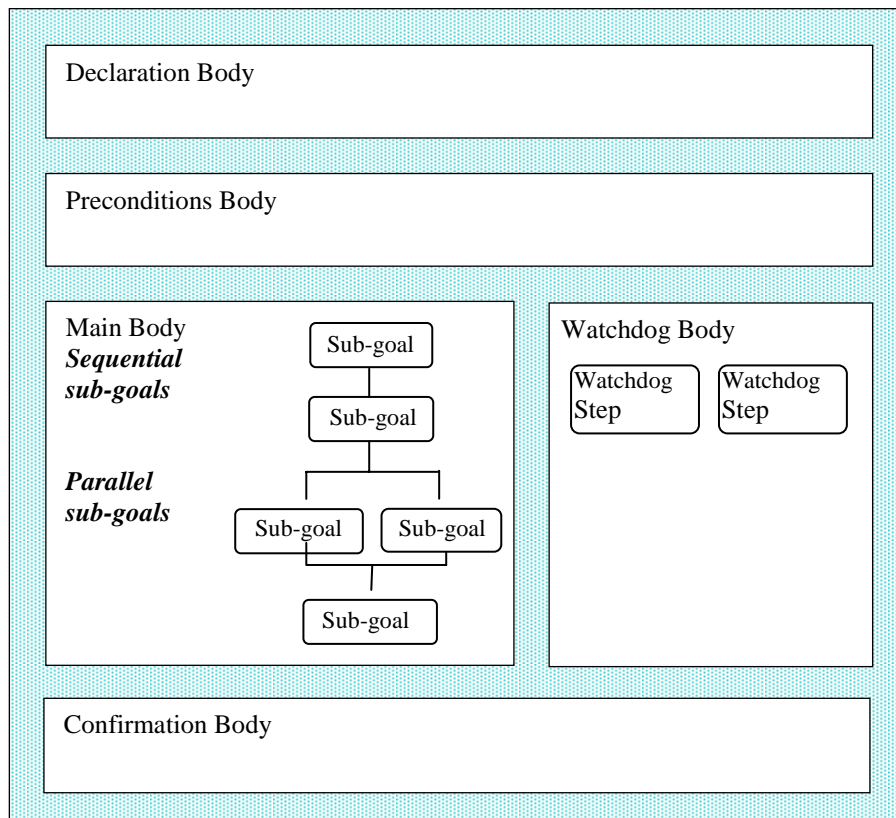 Declaration Body
Preconditions Body
Main Body
Sequential
sub-goals
Sub-goal
Sub-goal
Parallel
sub-goals
Sub-goal
Sub-goal
Sub-goal
Watchdog Body
Watchdog
Step
Watchdog
Step
Confirmation Body